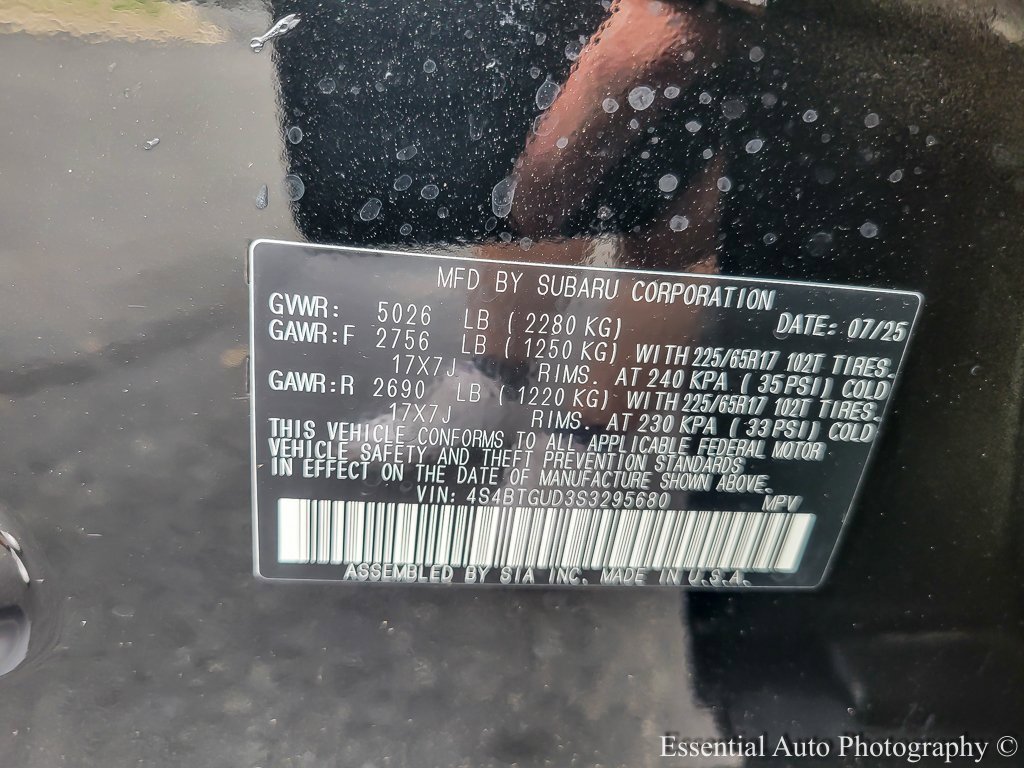 MFD BY SUBARU CORPORATION
GVWR: 5026 LB ( 2280 KG) DATE: 07/25
GAWR:F 2756 LB ( 1250 KG) WITH 225/65R17 102T TIRES.
17X7J RIMS. AT 240 KPA ( 35PSI) COLD
GAWR:R 2690 LB ( 1220 KG) WITH 225/65R17 102T TIRES.
17X7J RIMS. AT 230 KPA ( 33PSI) COLD
THIS VEHICLE CONFORMS TO ALL APPLICABLE FEDERAL MOTOR
VEHICLE SAFETY AND THEFT PREVENTION STANDARDS
IN EFFECT ON THE DATE OF MANUFACTURE SHOWN ABOVE.
VIN: 4S4BTGUD3S3295680 MPV
ASSEMBLED BY SIA INC. MADE IN U.S.A.
Essential Auto Photography ©